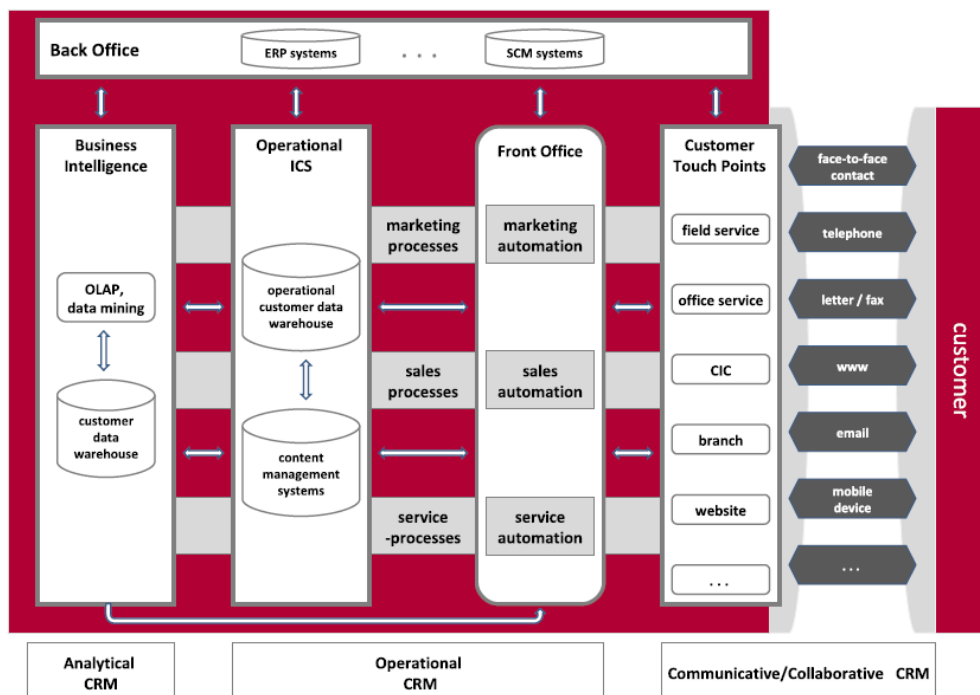 Back Office
ERP systems
. . .
SCM systems
Business
Intelligence
OLAP,
data mining
customer
data
warehouse
Operational
ICS
operational
customer data
warehouse
content
management
systems
marketing
processes
sales
processes
service
-processes
Front Office
marketing
automation
sales
automation
service
automation
Customer
Touch Points
field service
office service
CIC
branch
website
. . .
face-to-face
contact
telephone
letter / fax
www
email
mobile
device
. . .
customer
Analytical
CRM
Operational
CRM
Communicative/Collaborative CRM